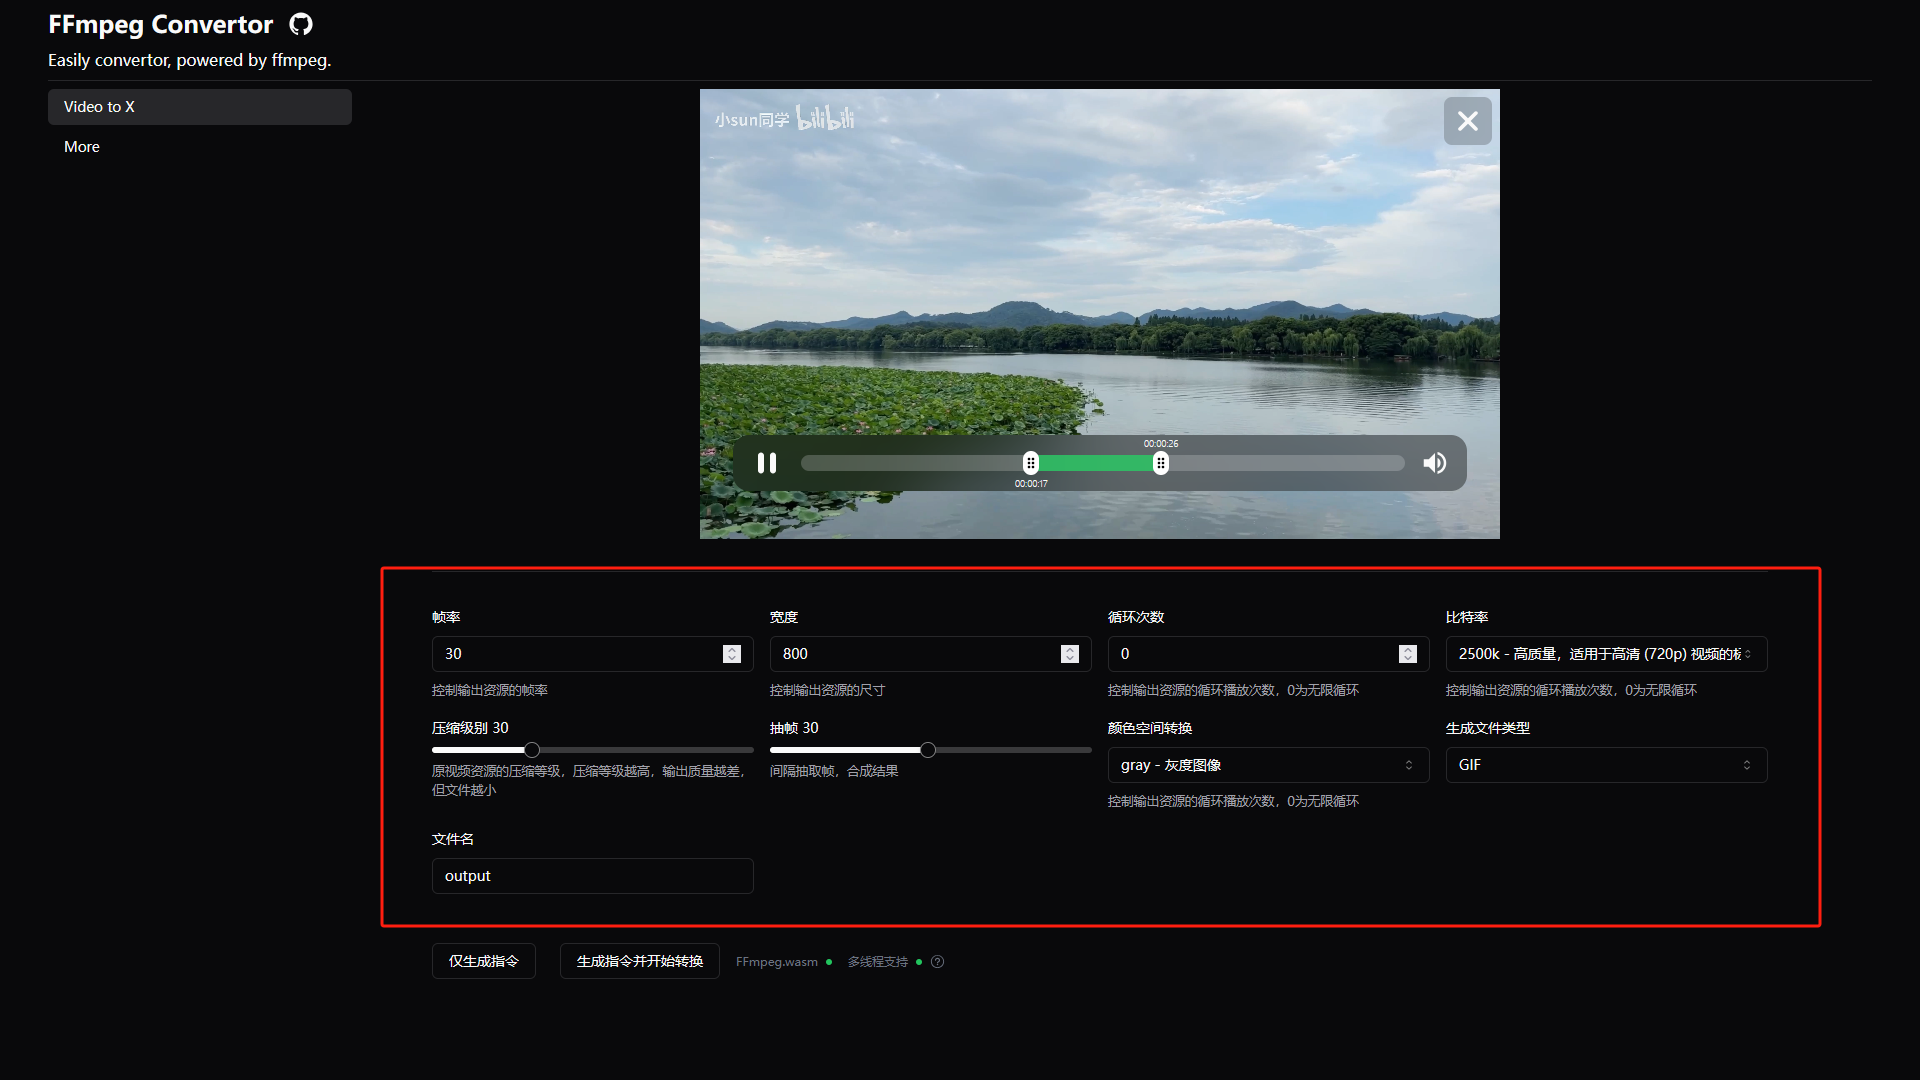 FFmpeg Convertor
Easily convertor, powered by ffmpeg.
Video to X
More
小sun同学 bilibili
00:00:26
00:00:17
帧率
宽度
循环次数
比特率
30
800
0
2500k - 高质量，适用于高清 (720p) 视频的
控制输出资源的帧率
控制输出资源的尺寸
控制输出资源的循环播放次数，0为无限循环
控制输出资源的循环播放次数，0为无限循环
压缩级别 30
抽帧 30
颜色空间转换
生成文件类型
gray - 灰度图像
GIF
原视频资源的压缩等级，压缩等级越高，输出质量越差，
但文件越小
间隔抽取帧，合成结果
控制输出资源的循环播放次数，0为无限循环
文件名
output
仅生成指令
生成指令并开始转换
FFmpeg.wasm
多线程支持